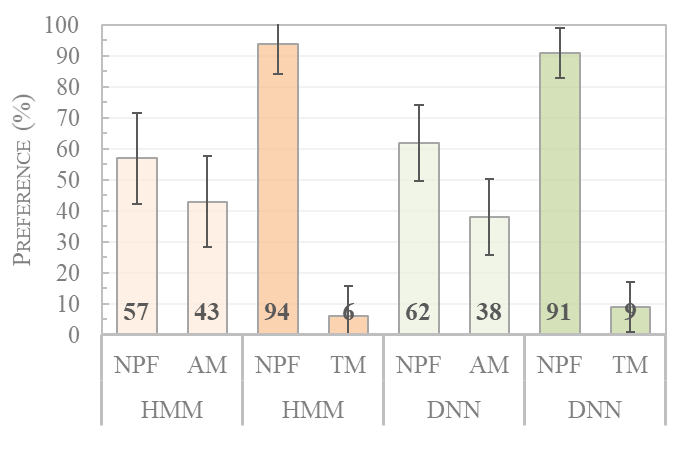 PREFERENCE (%)
100
90
80
70
60
50
40
30
20
10
0
57 43 94 6 62 38 91 9
NPF AM NPF TM NPF AM NPF TM
HMM HMM DNN DNN